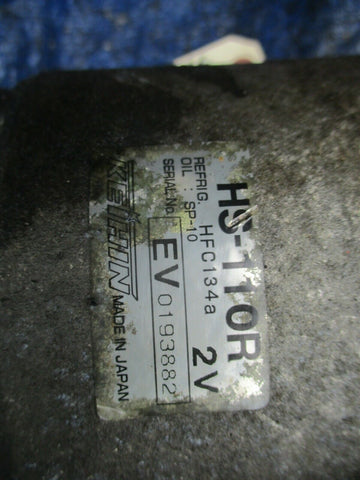 HS-110R
REFRIG. HFC134a 2V
OIL : SP-10
SERIAL No. EV 0193882
KEIHIN MADE IN JAPAN